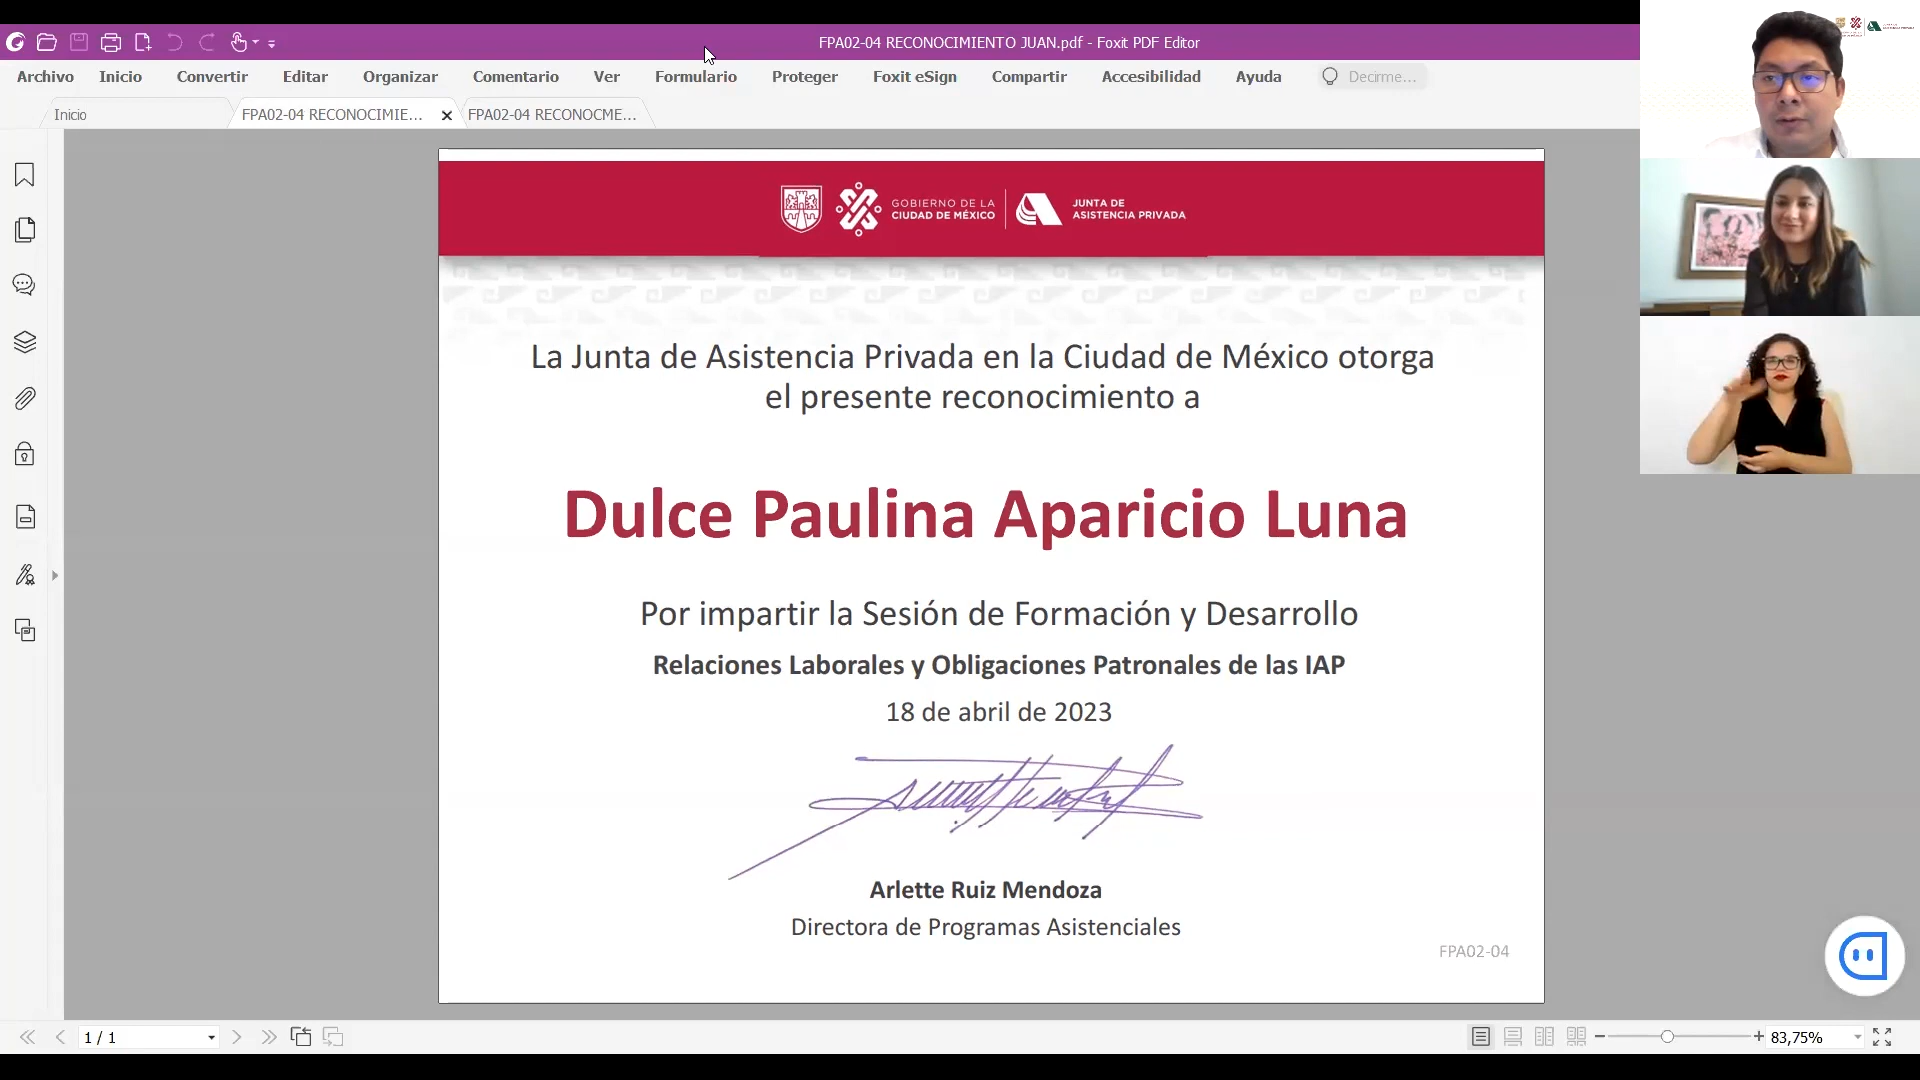 FPA02-04 RECONOCIMIENTO JUAN.pdf - Foxit PDF Editor
Archivo Inicio Convertir Editar Organizar Comentario Ver Formulario Proteger Foxit eSign Compartir Accesibilidad Ayuda Decirme...
Inicio FPA02-04 RECONOCIMIE... FPA02-04 RECONOCME...
GOBIERNO DE LA
CIUDAD DE MÉXICO
JUNTA DE
ASISTENCIA PRIVADA
La Junta de Asistencia Privada en la Ciudad de México otorga
el presente reconocimiento a
Dulce Paulina Aparicio Luna
Por impartir la Sesión de Formación y Desarrollo
Relaciones Laborales y Obligaciones Patronales de las IAP
18 de abril de 2023
Arlette Ruiz Mendoza
Directora de Programas Asistenciales
FPA02-04
1 / 1
83,75%